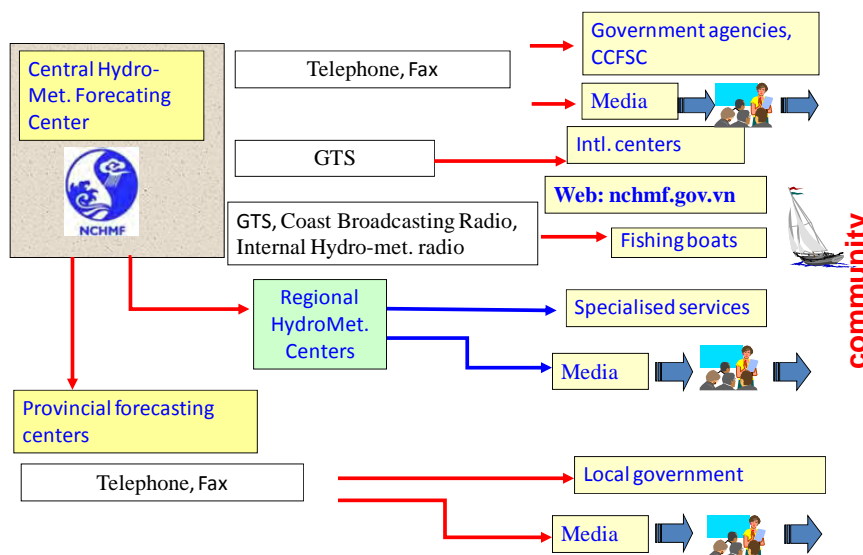 Central Hydro-
Met. Forecating
Center
NCHMF
Telephone, Fax
Government agencies,
CCFSC
Media
GTS
Intl. centers
Web: nchmf.gov.vn
GTS, Coast Broadcasting Radio,
Internal Hydro-met. radio
Fishing boats
community
Regional
HydroMet.
Centers
Specialised services
Media
Provincial forecasting
centers
Telephone, Fax
Local government
Media